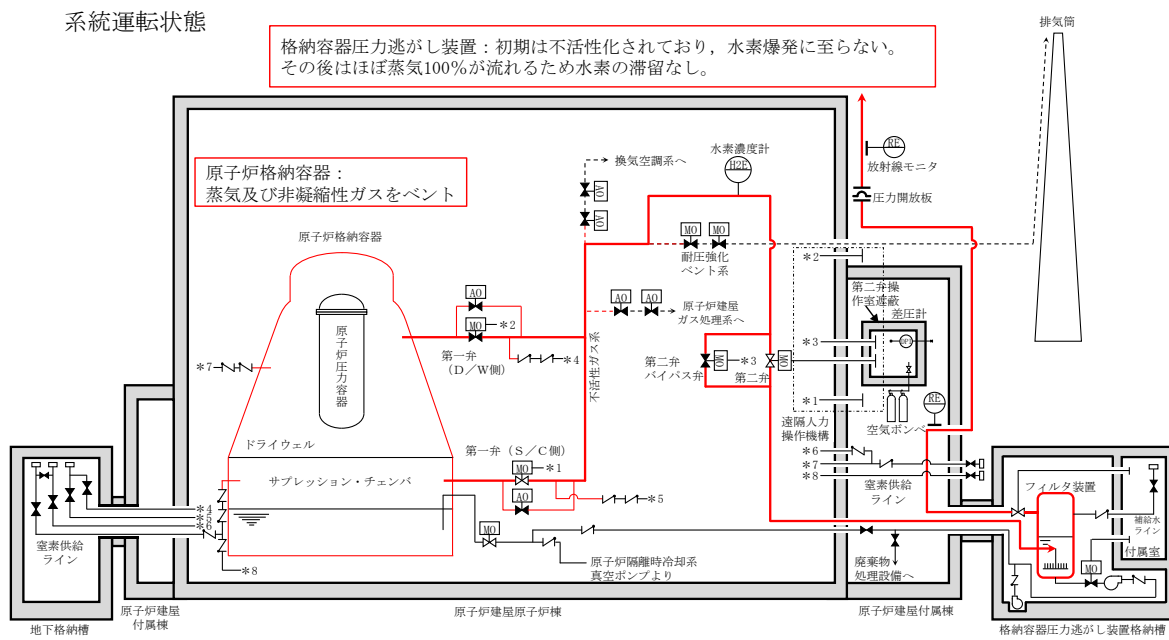 系統運転状態
格納容器圧力逃がし装置：初期は不活性化されており，水素爆発に至らない。
その後はほぼ蒸気100%が流れるため水素の滞留なし。
排気筒
原子炉格納容器：
蒸気及び非凝縮性ガスをベント
換気空調系へ
水素濃度計
H2E
RE
放射線モニタ
圧力開放板
AO
AO
原子炉格納容器
原子炉圧力容器
MO
MO
耐圧強化
ベント系
＊2
第二弁操
作室遮蔽
差圧計
DPI
AO
MO
＊2
＊4
第一弁
（D／W側）
AO
AO
原子炉建屋
ガス処理系へ
不活性ガス系
第二弁
バイパス弁
MO
＊3
第二弁
MO
＊3
＊1
＊7
遠隔人力
操作機構
空気ボンベ
RE
ドライウェル
サプレッション・チェンバ
第一弁（S／C側）
MO
＊1
AO
＊5
＊6
＊7
＊8
窒素供給
ライン
フィルタ装置
補給水
ライン
付属室
MO
＊4
＊5
＊6
窒素供給
ライン
＊8
MO
原子炉隔離時冷却系
真空ポンプより
廃棄物
処理設備へ
地下格納槽
原子炉建屋
付属棟
原子炉建屋原子炉棟
原子炉建屋付属棟
格納容器圧力逃がし装置格納槽